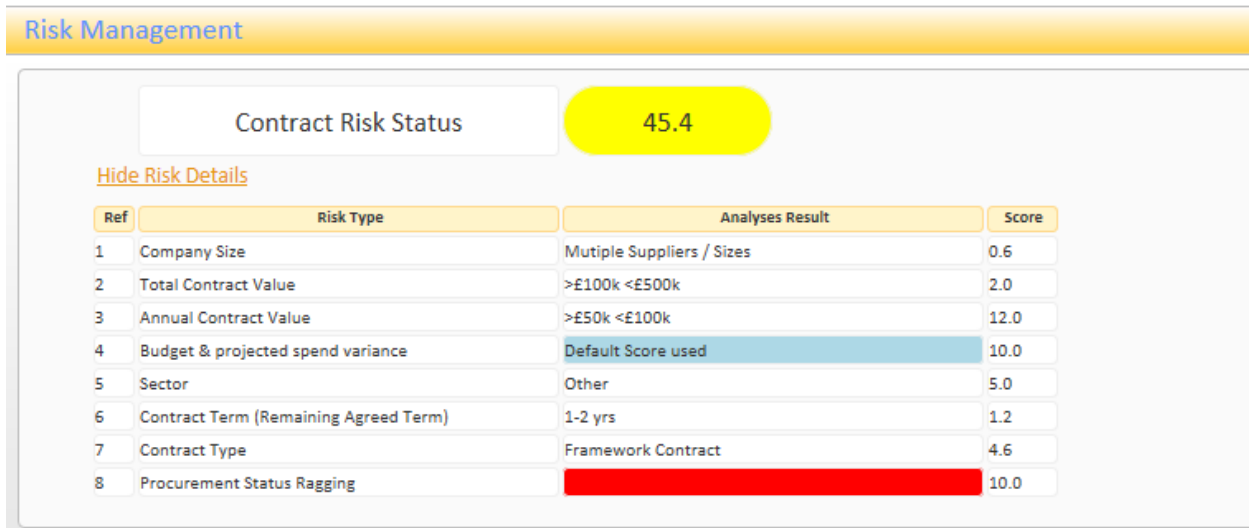 Risk Management
Contract Risk Status 45.4
Hide Risk Details
Ref Risk Type Analyses Result Score
1 Company Size Mutiple Suppliers / Sizes 0.6
2 Total Contract Value >£100k <£500k 2.0
3 Annual Contract Value >£50k <£100k 12.0
4 Budget & projected spend variance Default Score used 10.0
5 Sector Other 5.0
6 Contract Term (Remaining Agreed Term) 1-2 yrs 1.2
7 Contract Type Framework Contract 4.6
8 Procurement Status Ragging 10.0